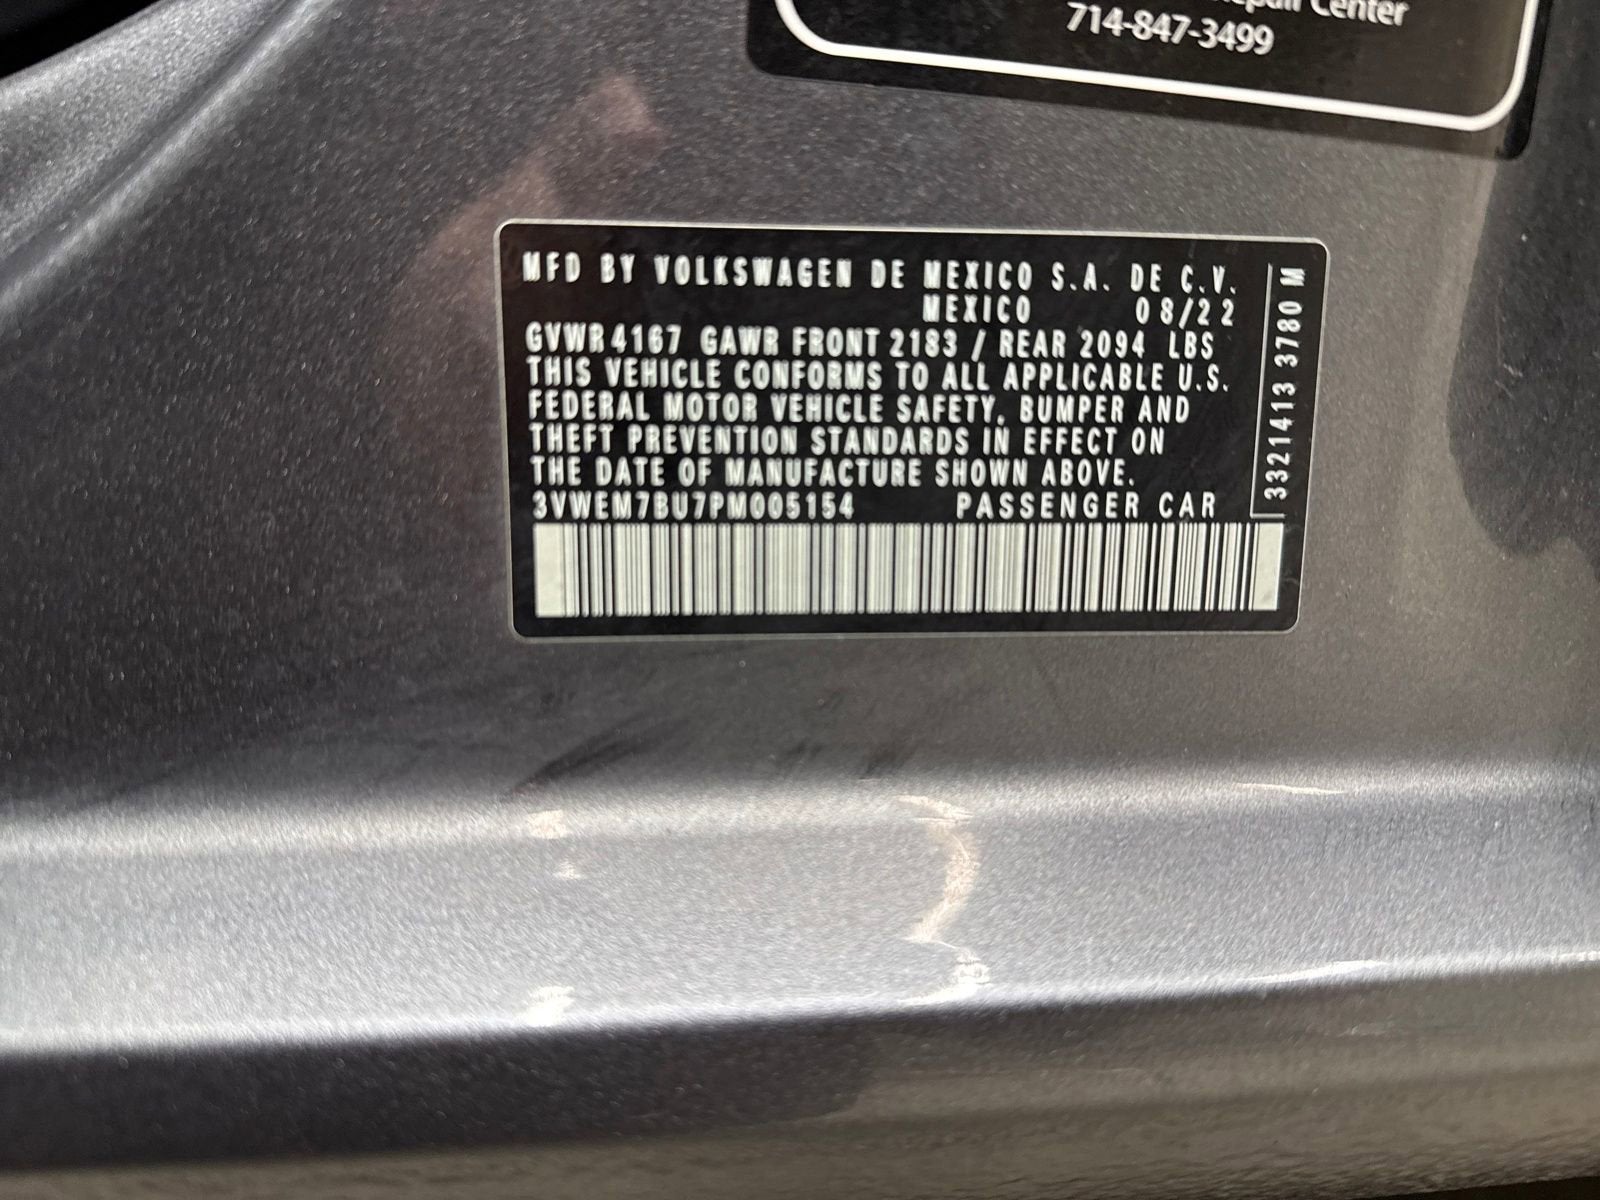 Center
714-847-3499
MFD BY VOLKSWAGEN DE MEXICO S.A. DE C.V.
MEXICO 08/22
GVWR 4167 GAWR FRONT 2183 / REAR 2094 LBS
THIS VEHICLE CONFORMS TO ALL APPLICABLE U.S.
FEDERAL MOTOR VEHICLE SAFETY, BUMPER AND
THEFT PREVENTION STANDARDS IN EFFECT ON
THE DATE OF MANUFACTURE SHOWN ABOVE.
3VWEM7BU7PM005154 PASSENGER CAR
3321413 3780 M